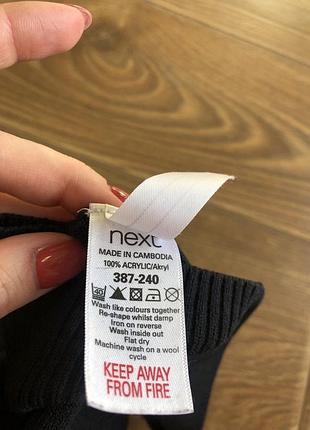 next
MADE IN CAMBODIA
100% ACRYLIC/Akryl
387-240
40
Wash like colours together
Re-shape whilst damp
Iron on reverse
Wash inside out
Flat dry
Machine wash on a wool
cycle
KEEP AWAY
FROM FIRE